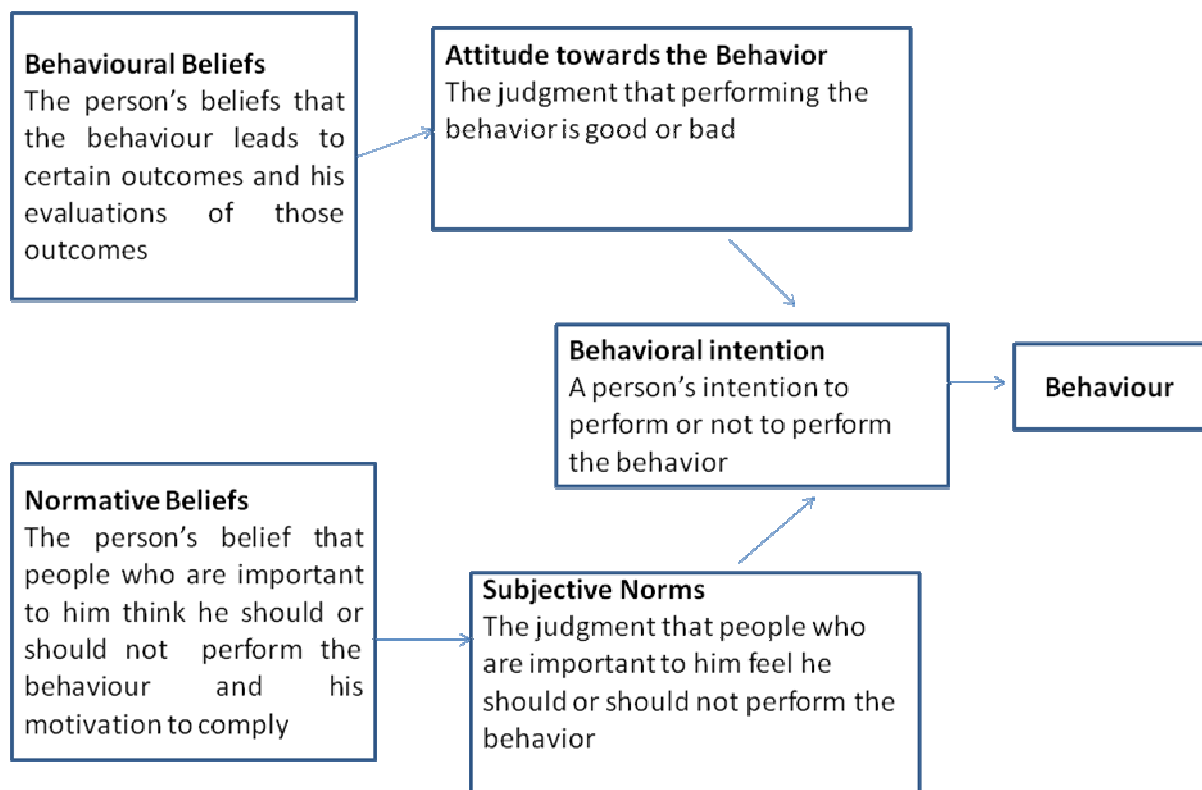 Behavioural Beliefs
The person's beliefs that
the behaviour leads to
certain outcomes and his
evaluations of those
outcomes
Attitude towards the Behavior
The judgment that performing the
behavior is good or bad
Behavioral intention
A person's intention to
perform or not to perform
the behavior
Behaviour
Normative Beliefs
The person's belief that
people who are important
to him think he should or
should not perform the
behaviour and his
motivation to comply
Subjective Norms
The judgment that people who
are important to him feel he
should or should not perform the
behavior